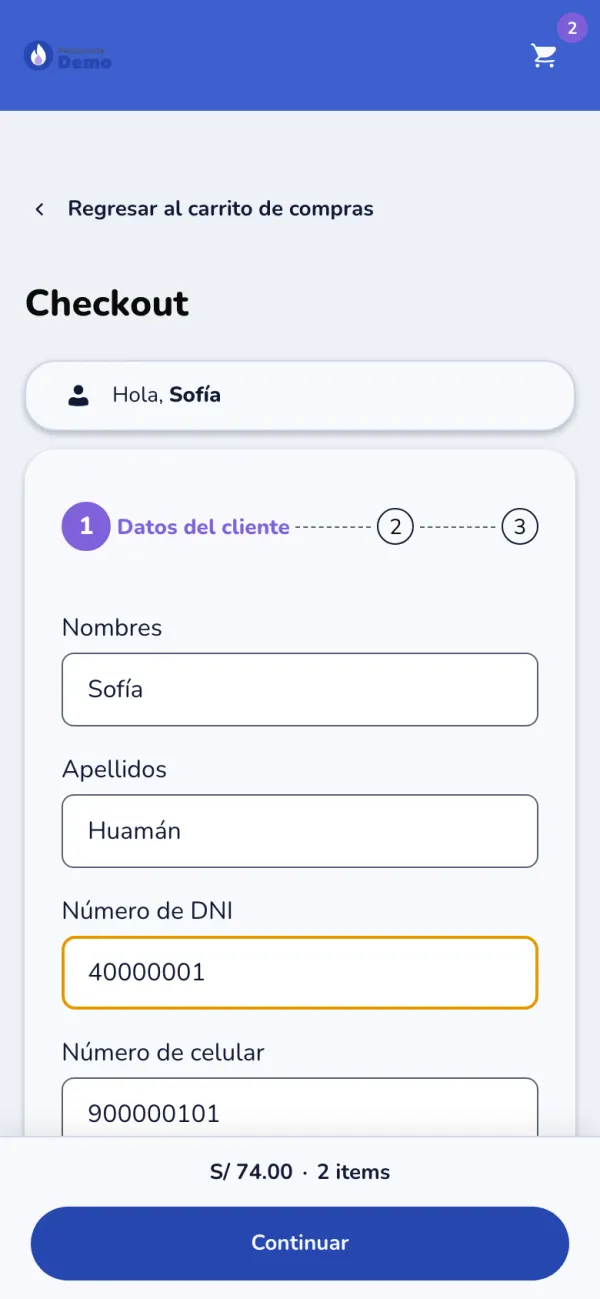 2
Demo
Regresar al carrito de compras
Checkout
Hola, Sofía
1 Datos del cliente 2 3
Nombres
Sofía
Apellidos
Huamán
Número de DNI
40000001
Número de celular
900000101
S/ 74.00 · 2 items
Continuar